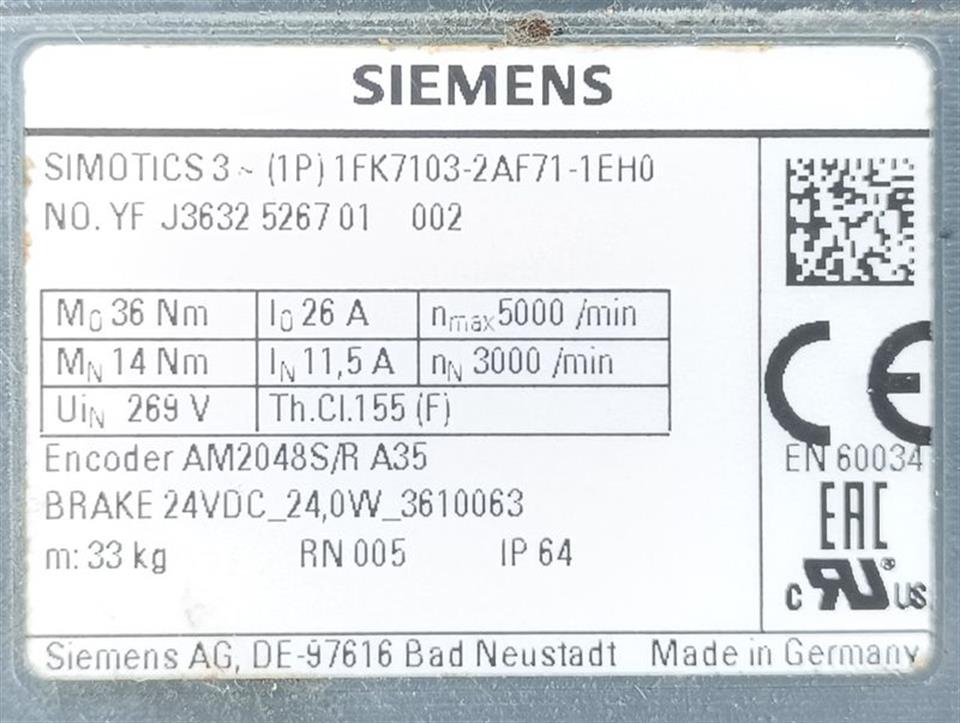 SIEMENS
SIMOTICS 3 ~ (1P) 1FK7103-2AF71-1EH0
NO. YF J3632 5267 01 002
M0 36 Nm I0 26 A nmax 5000 /min
MN 14 Nm IN 11,5 A nN 3000 /min
UiN 269 V Th.Cl.155 (F)
Encoder AM2048S/R A35
BRAKE 24VDC_24,0W_3610063
m: 33 kg RN 005 IP 64
CE
EN 60034
EAC
c RU® US
Siemens AG, DE-97616 Bad Neustadt Made in Germany